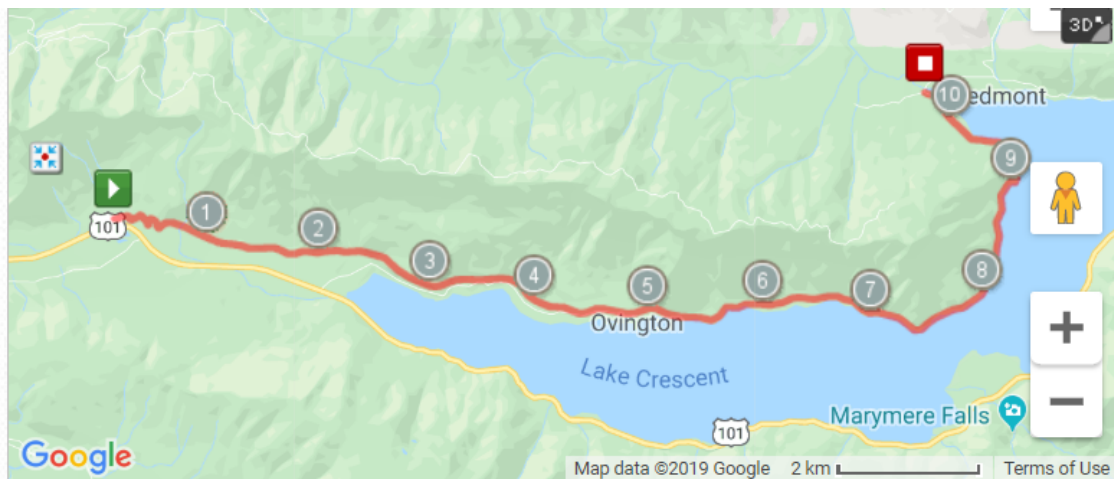 3D
10
edmont
9
101
1
2
3
4
5
6
7
8
Ovington
Lake Crescent
Marymere Falls
101
Google
Map data ©2019 Google 2 km Terms of Use